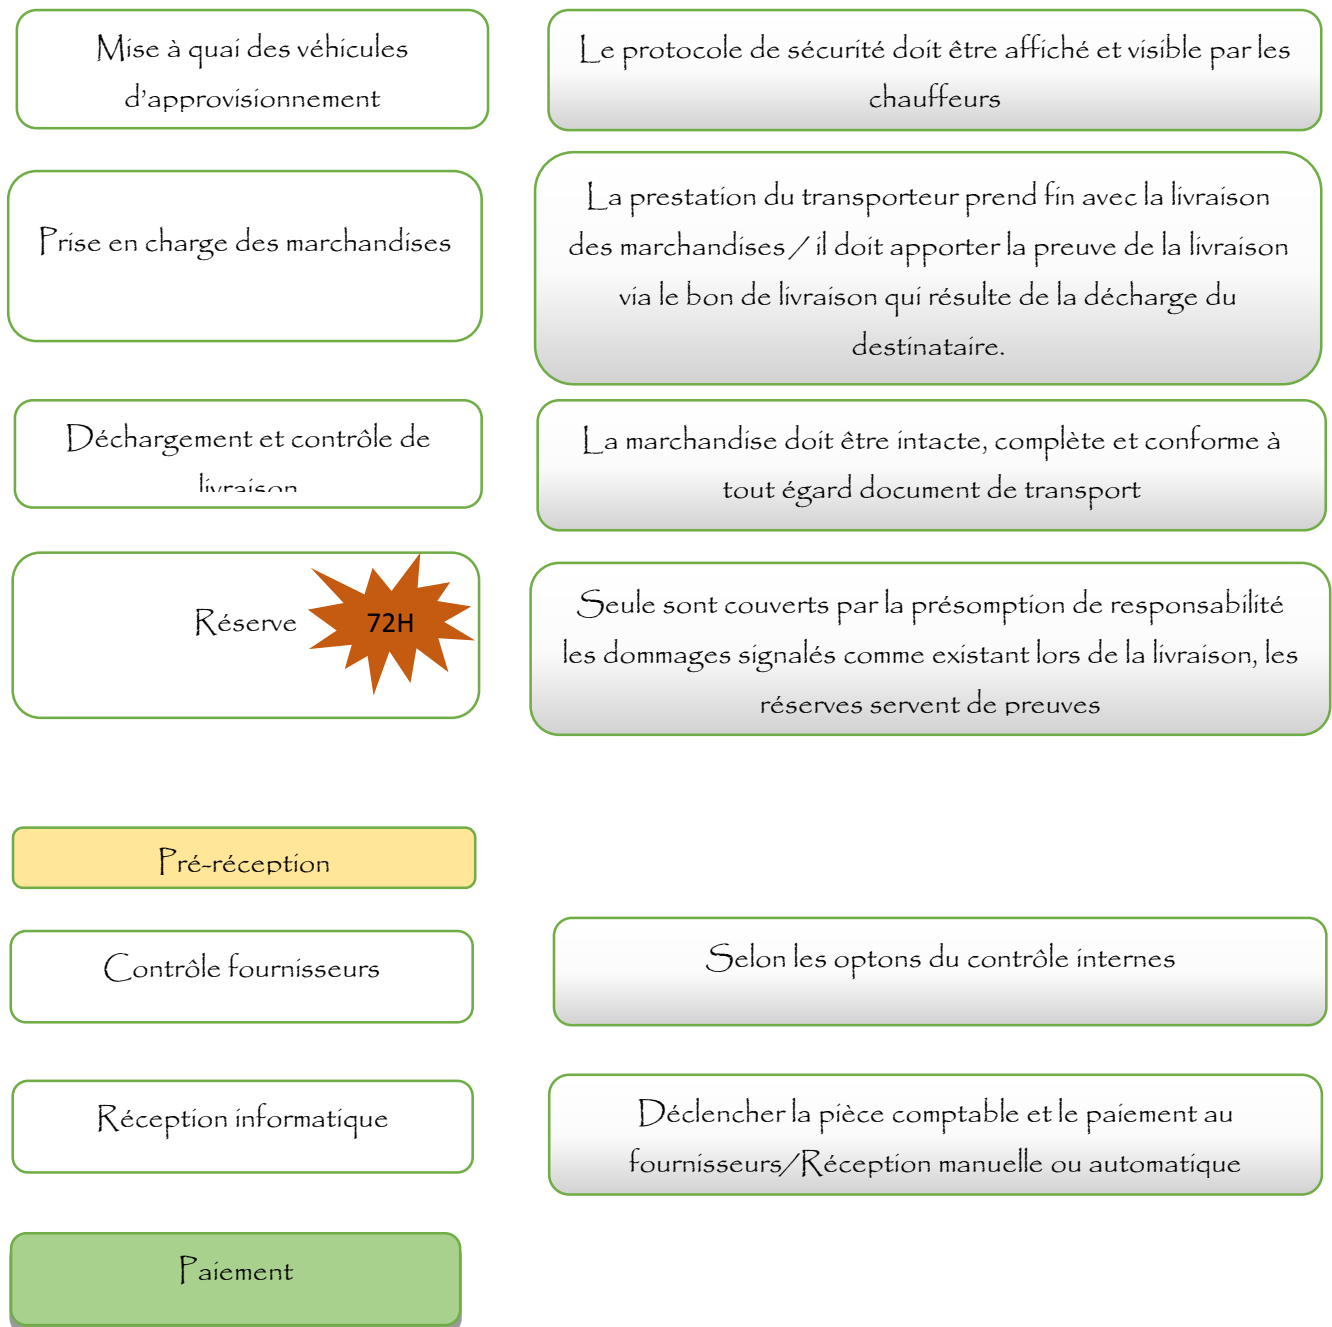 Mise à quai des véhicules
d'approvisionnement
Le protocole de sécurité doit être affiché et visible par les
chauffeurs
Prise en charge des marchandises
La prestation du transporteur prend fin avec la livraison
des marchandises / il doit apporter la preuve de la livraison
via le bon de livraison qui résulte de la décharge du
destinataire.
Déchargement et contrôle de
livraison
La marchandise doit être intacte, complète et conforme à
tout égard document de transport
Réserve
72H
Seule sont couverts par la présomption de responsabilité
les dommages signalés comme existant lors de la livraison, les
réserves servent de preuves
Pré-réception
Contrôle fournisseurs
Selon les optons du contrôle internes
Réception informatique
Déclencher la pièce comptable et le paiement au
fournisseurs/Réception manuelle ou automatique
Paiement